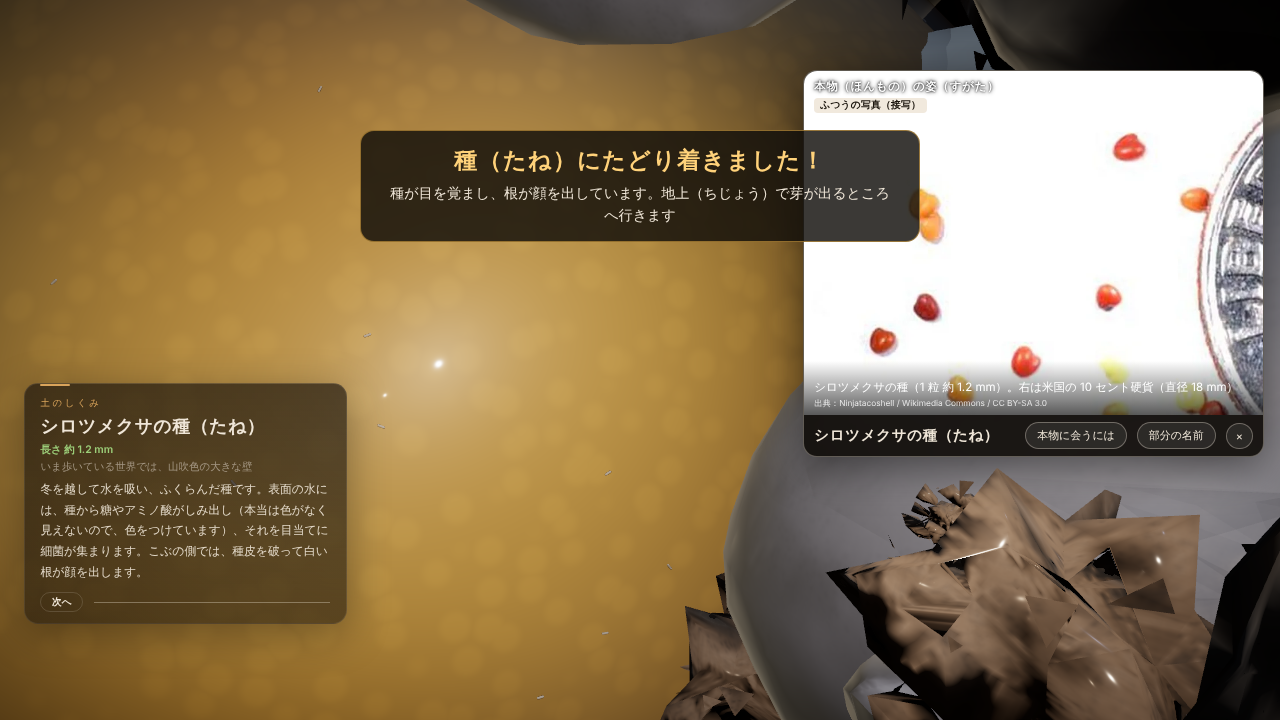 本物（ほんもの）の姿（すがた）
ふつうの写真（接写）
種（たね）にたどり着きました！
種が目を覚まし、根が顔を出しています。地上（ちじょう）で芽が出るところ
へ行きます
シロツメクサの種（1 粒 約 1.2 mm）。右は米国の 10 セント硬貨（直径 18 mm）
出典：Ninjatacoshell / Wikimedia Commons / CC BY-SA 3.0
シロツメクサの種（たね）
本物に会うには
部分の名前
×
土のしくみ
シロツメクサの種（たね）
長さ 約 1.2 mm
いま歩いている世界では、山吹色の大きな壁
冬を越して水を吸い、ふくらんだ種です。表面の水に
は、種から糖やアミノ酸がしみ出し（本当は色がなく
見えないので、色をつけています）、それを目当てに
細菌が集まります。こぶの側では、種皮を破って白い
根が顔を出します。
次へ